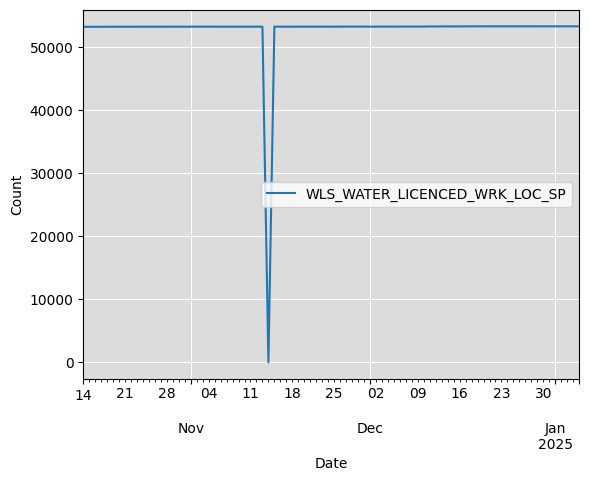 50000
40000
30000
20000
10000
0
Count
WLS_WATER_LICENCED_WRK_LOC_SP
14 21 28 04 11 18 25 02 09 16 23 30
Nov Dec Jan
2025
Date